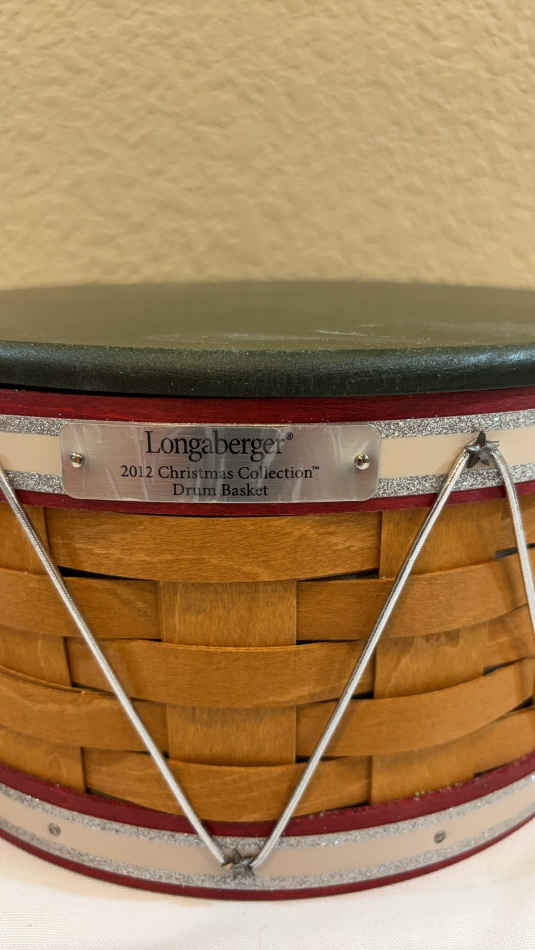 Longaberger®
2012 Christmas Collection™
Drum Basket